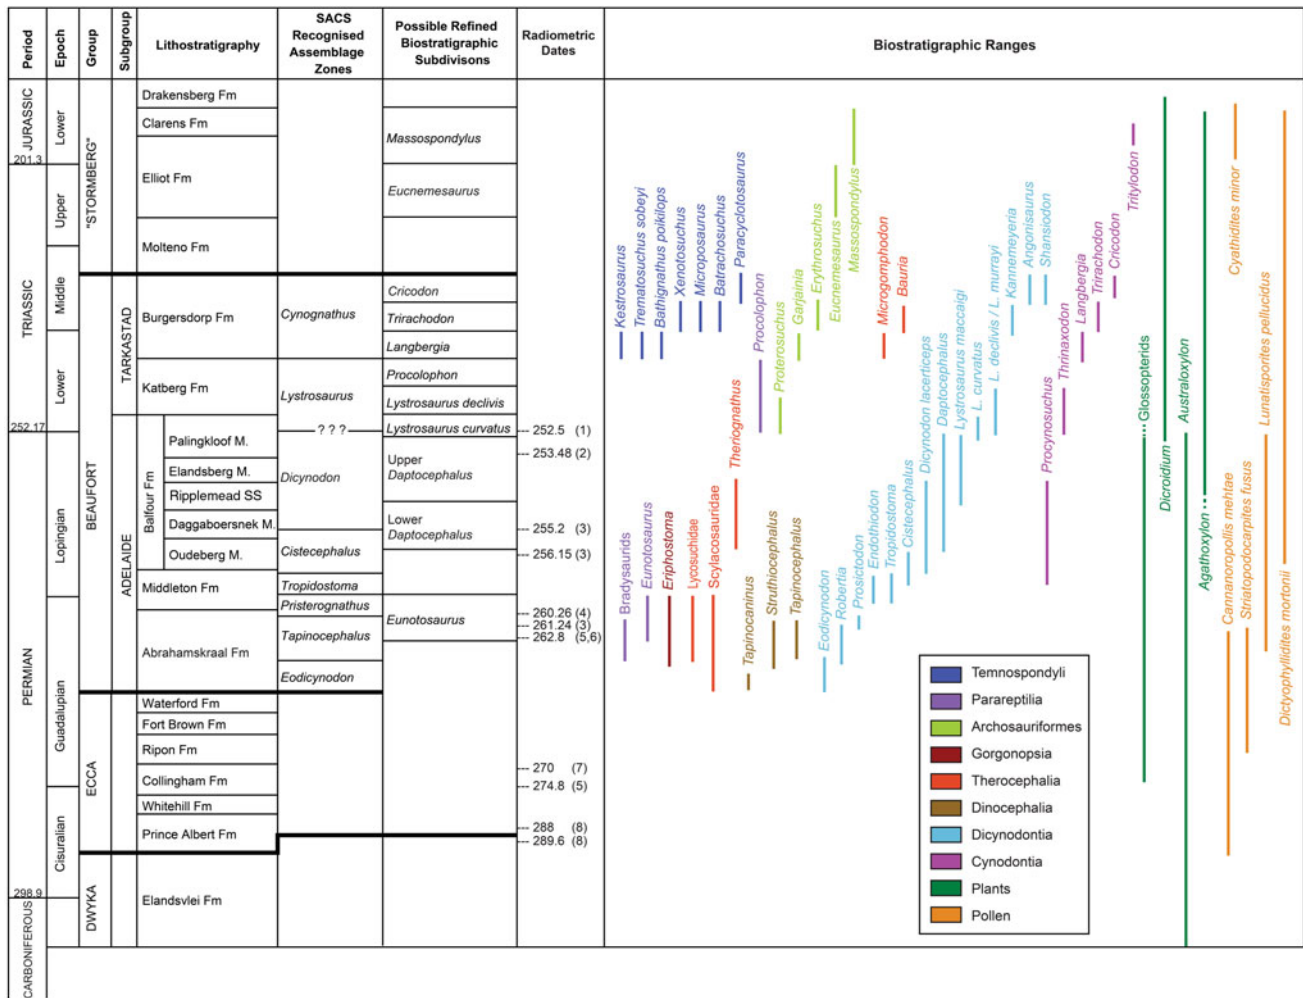 Period
Epoch
Group
Subgroup
Lithostratigraphy
SACS
Recognised
Assemblage
Zones
Possible Refined
Biostratigraphic
Subdivisons
Radiometric
Dates
Biostratigraphic Ranges
JURASSIC
201.3
TRIASSIC
252.17
PERMIAN
298.9
CARBONIFEROUS
Lower
Upper
Middle
Lower
Lopingian
Guadalupian
Cisuralian
"STORMBERG"
BEAUFORT
ECCA
DWYKA
TARKASTAD
ADELAIDE
Drakensberg Fm
Clarens Fm
Elliot Fm
Molteno Fm
Burgersdorp Fm
Katberg Fm
Balfour Fm
Palingkloof M.
Elandsberg M.
Ripplemead SS
Daggaboersnek M.
Oudeberg M.
Middleton Fm
Abrahamskraal Fm
Waterford Fm
Fort Brown Fm
Ripon Fm
Collingham Fm
Whitehill Fm
Prince Albert Fm
Elandsvlei Fm
Cynognathus
Lystrosaurus
? ? ?
Dicynodon
Cistecephalus
Tropidostoma
Pristerognathus
Tapinocephalus
Eodicynodon
Massospondylus
Eucnemesaurus
Cricodon
Trirachodon
Langbergia
Procolophon
Lystrosaurus declivis
Lystrosaurus curvatus
Upper
Daptocephalus
Lower
Daptocephalus
Eunotosaurus
252.5 (1)
253.48 (2)
255.2 (3)
256.15 (3)
260.26 (4)
261.24 (3)
262.8 (5,6)
270 (7)
274.8 (5)
288 (8)
289.6 (8)
Kestrosaurus
Trematosuchus sobeyi
Bathignathus poikilops
Xenotosuchus
Microposaurus
Batrachosuchus
Paracyclotosaurus
Procolophon
Proterosuchus
Garjainia
Erythrosuchus
Eucnemesaurus
Massospondylus
Microgomphodon
Bauria
Bradysaurids
Eunotosaurus
Eriphostoma
Lycosuchidae
Scylacosauridae
Theriognathus
Tapinocaninus
Struthiocephalus
Tapinocephalus
Eodicynodon
Robertia
Prosictodon
Endothiodon
Tropidostoma
Cistecephalus
Dicynodon lacerticeps
Daptocephalus
Lystrosaurus maccaigi
L. curvatus
L. declivis / L. murrayi
Kannemeyeria
Angonisaurus
Shansiodon
Procynosuchus
Thrinaxodon
Langbergia
Trirachodon
Cricodon
Tritylodon
Glossopterids
Dicroidium
Australoxylon
Agathoxylon
Cannanoropollis mehtae
Cyathidites minor
Striatopodocarpites fusus
Lunatisporites pellucidus
Dictyophyllidites mortonii
Temnospondyli
Parareptilia
Archosauriformes
Gorgonopsia
Therocephalia
Dinocephalia
Dicynodontia
Cynodontia
Plants
Pollen